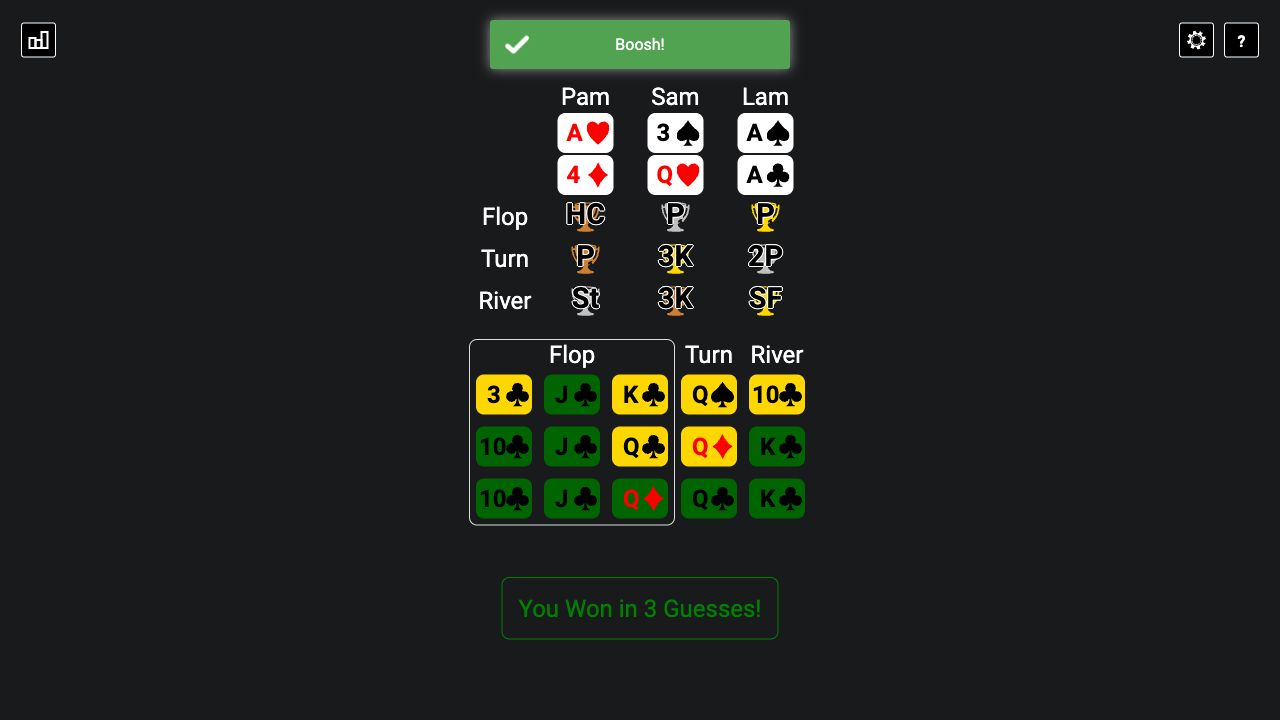 Boosh!
?
Pam Sam Lam
A♥ 3♠ A♠
4♦ Q♥ A♣
Flop HC P P
Turn P 3K 2P
River St 3K SF
Flop Turn River
3♣ J♣ K♣ Q♠ 10♣
10♣ J♣ Q♣ Q♦ K♣
10♣ J♣ Q♦ Q♣ K♣
You Won in 3 Guesses!